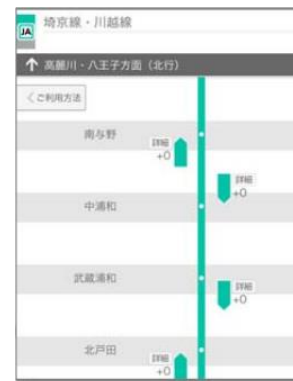 JA 埼京線・川越線
↑ 高麗川・八王子方面（北行）
〈ご利用方法
南与野
詳細
+0
詳細
+0
中浦和
武蔵浦和
詳細
+0
北戸田
詳細
+0